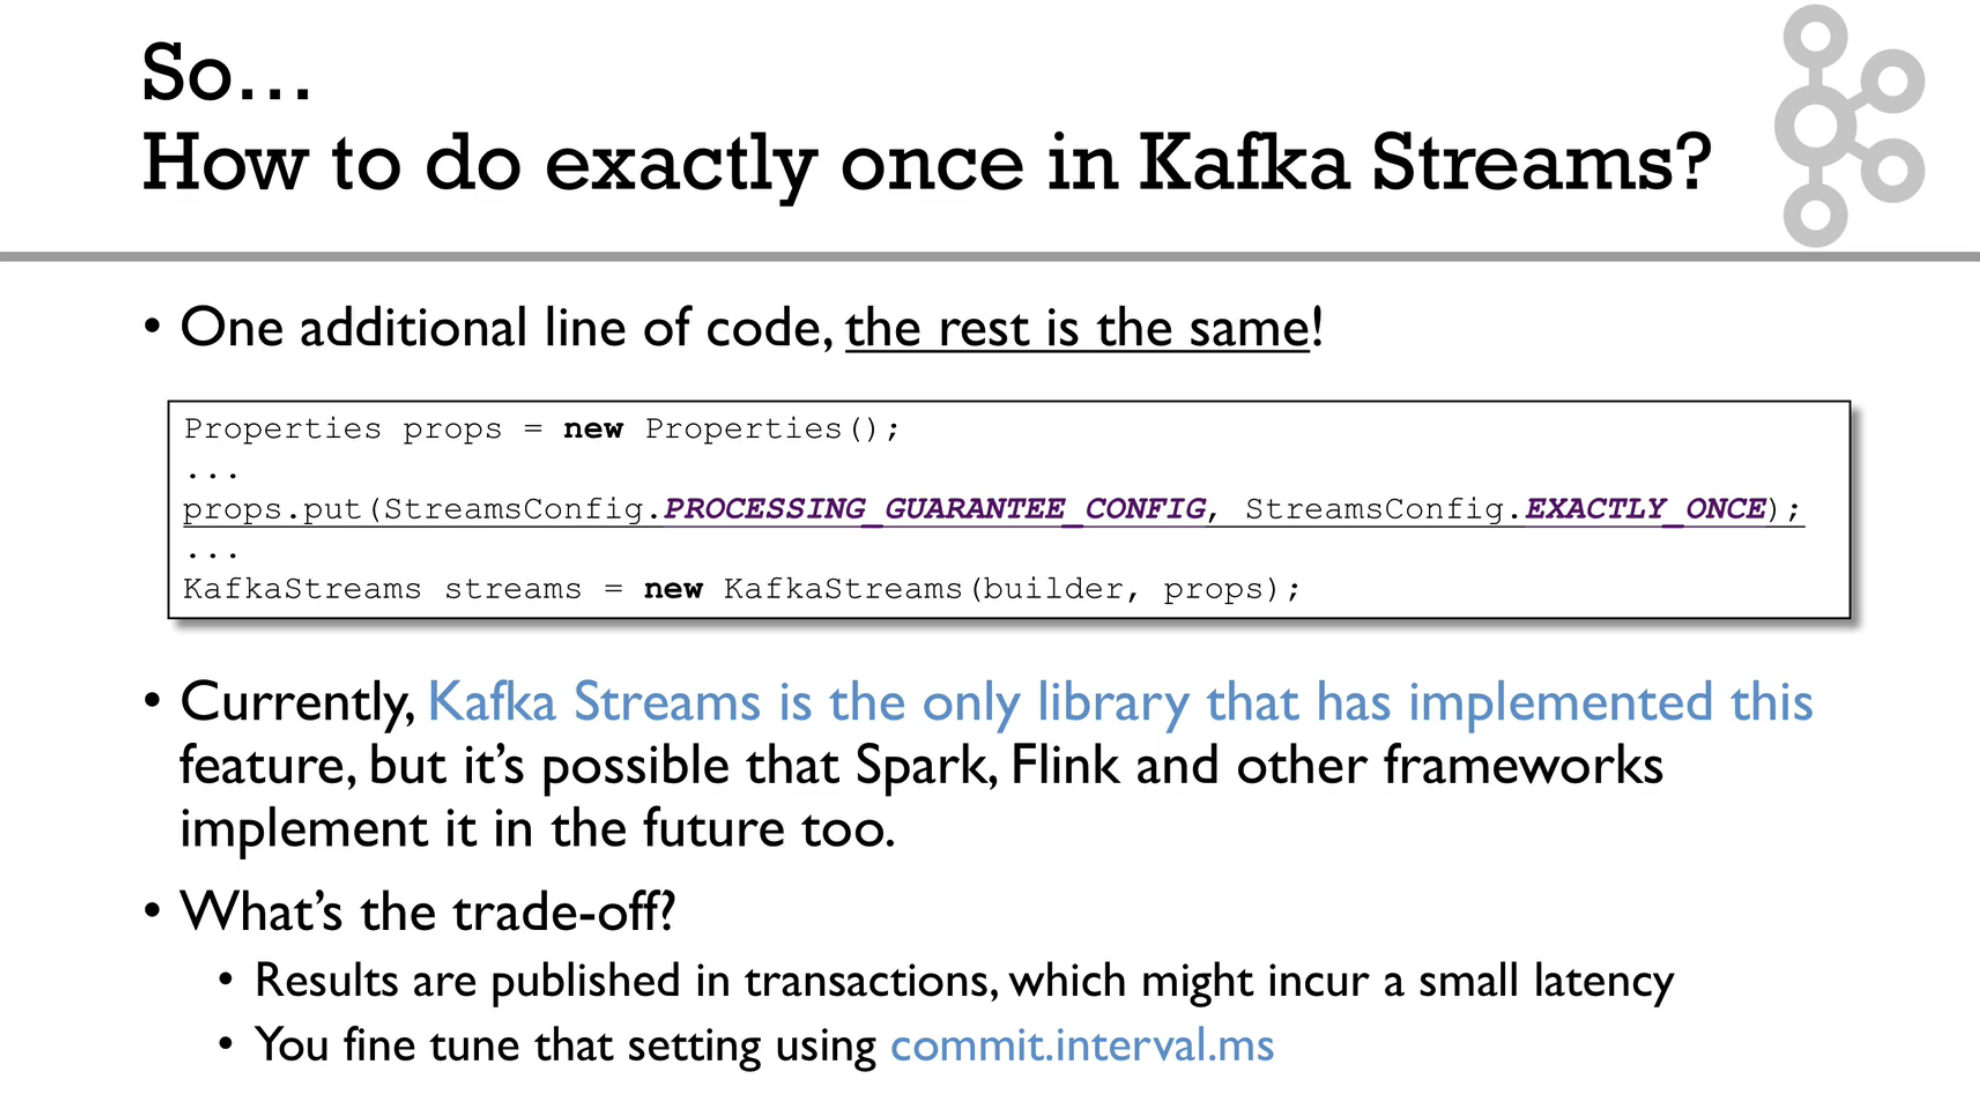 So...
How to do exactly once in Kafka Streams?
• One additional line of code, the rest is the same!
Properties props = new Properties();
...
props.put(StreamsConfig.PROCESSING_GUARANTEE_CONFIG, StreamsConfig.EXACTLY_ONCE);
...
KafkaStreams streams = new KafkaStreams(builder, props);
• Currently, Kafka Streams is the only library that has implemented this
feature, but it’s possible that Spark, Flink and other frameworks
implement it in the future too.
• What’s the trade-off?
• Results are published in transactions, which might incur a small latency
• You fine tune that setting using commit.interval.ms